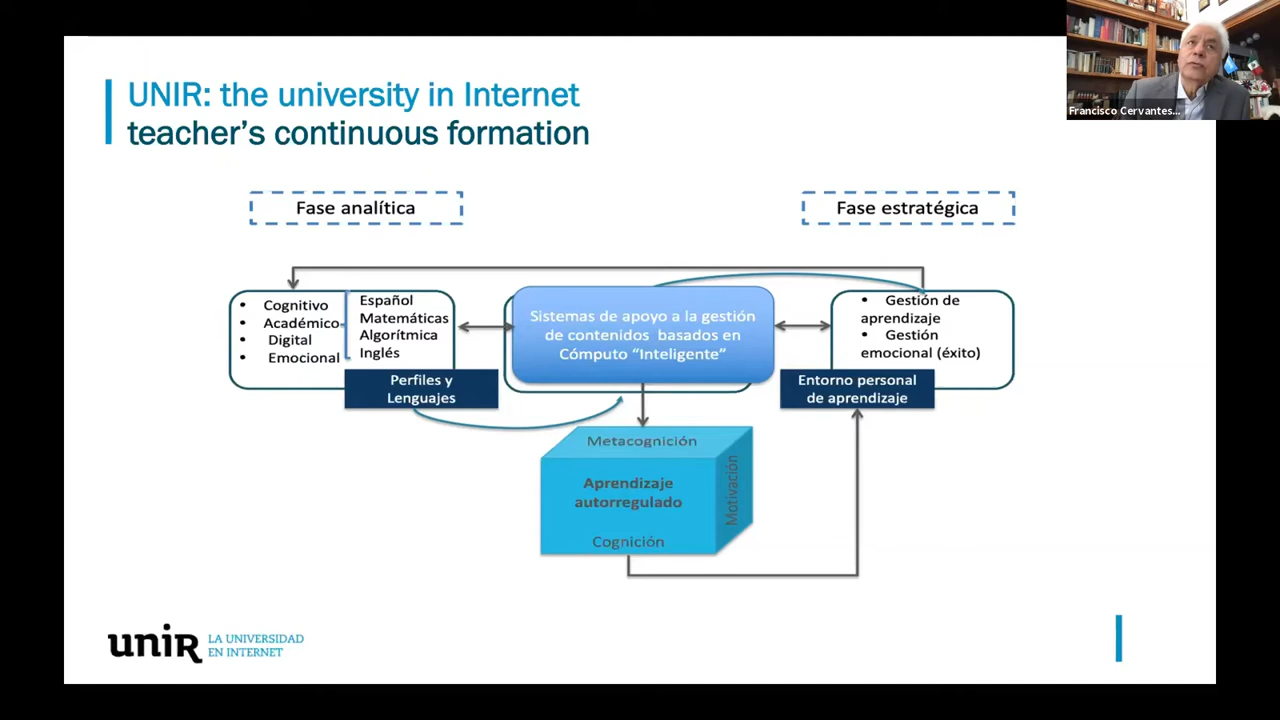 UNIR: the university in Internet
teacher's continuous formation
Francisco Cervantes...
Fase analítica
Fase estratégica
• Cognitivo
• Académico
• Digital
• Emocional
Español
Matemáticas
Algorítmica
Inglés
Perfiles y
Lenguajes
Sistemas de apoyo a la gestión
de contenidos basados en
Cómputo “Inteligente”
• Gestión de
aprendizaje
• Gestión
emocional (éxito)
Entorno personal
de aprendizaje
Metacognición
Aprendizaje
autorregulado
Cognición
Motivación
unir
LA UNIVERSIDAD
EN INTERNET